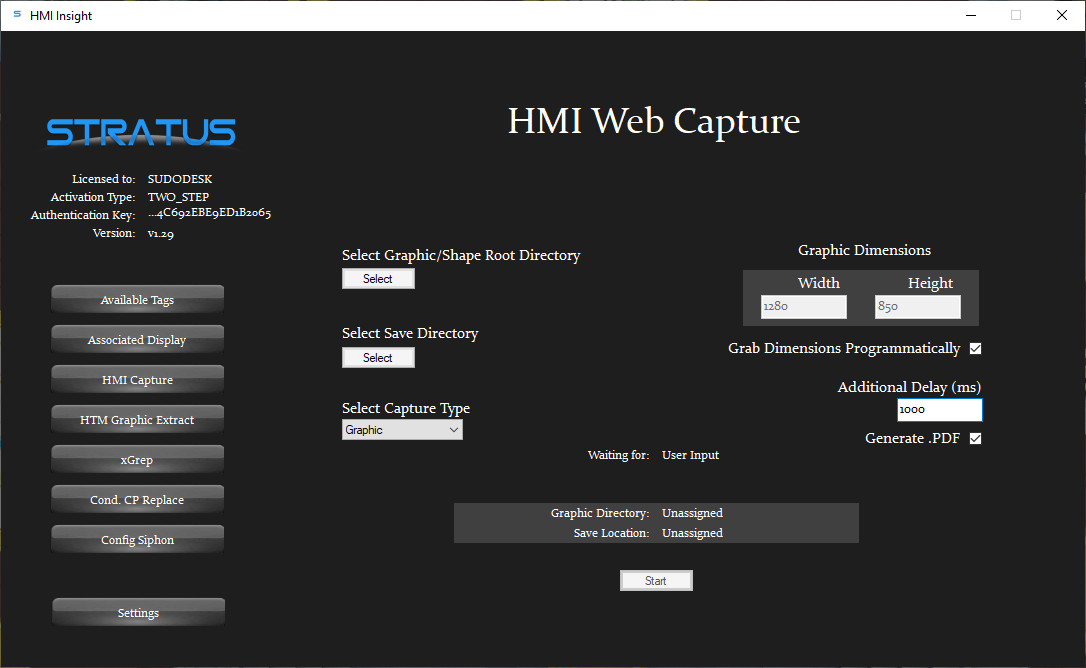 HMI Insight
STRATUS
HMI Web Capture
Licensed to: SUDODESK
Activation Type: TWO_STEP
Authentication Key: ...4C692EBE9ED1B2065
Version: v1.29
Available Tags
Associated Display
HMI Capture
HTM Graphic Extract
xGrep
Cond. CP Replace
Config Siphon
Settings
Select Graphic/Shape Root Directory
Select
Select Save Directory
Select
Select Capture Type
Graphic
Graphic Dimensions
Width Height
1280 850
Grab Dimensions Programmatically
Additional Delay (ms)
1000
Generate .PDF
Waiting for: User Input
Graphic Directory: Unassigned
Save Location: Unassigned
Start